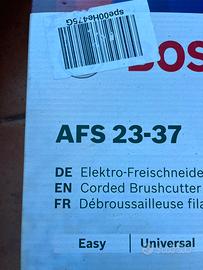 spe00He475G
BOS
AFS 23-37
DE Elektro-Freischneide
EN Corded Brushcutter
FR Débroussailleuse fila
Easy
Universal